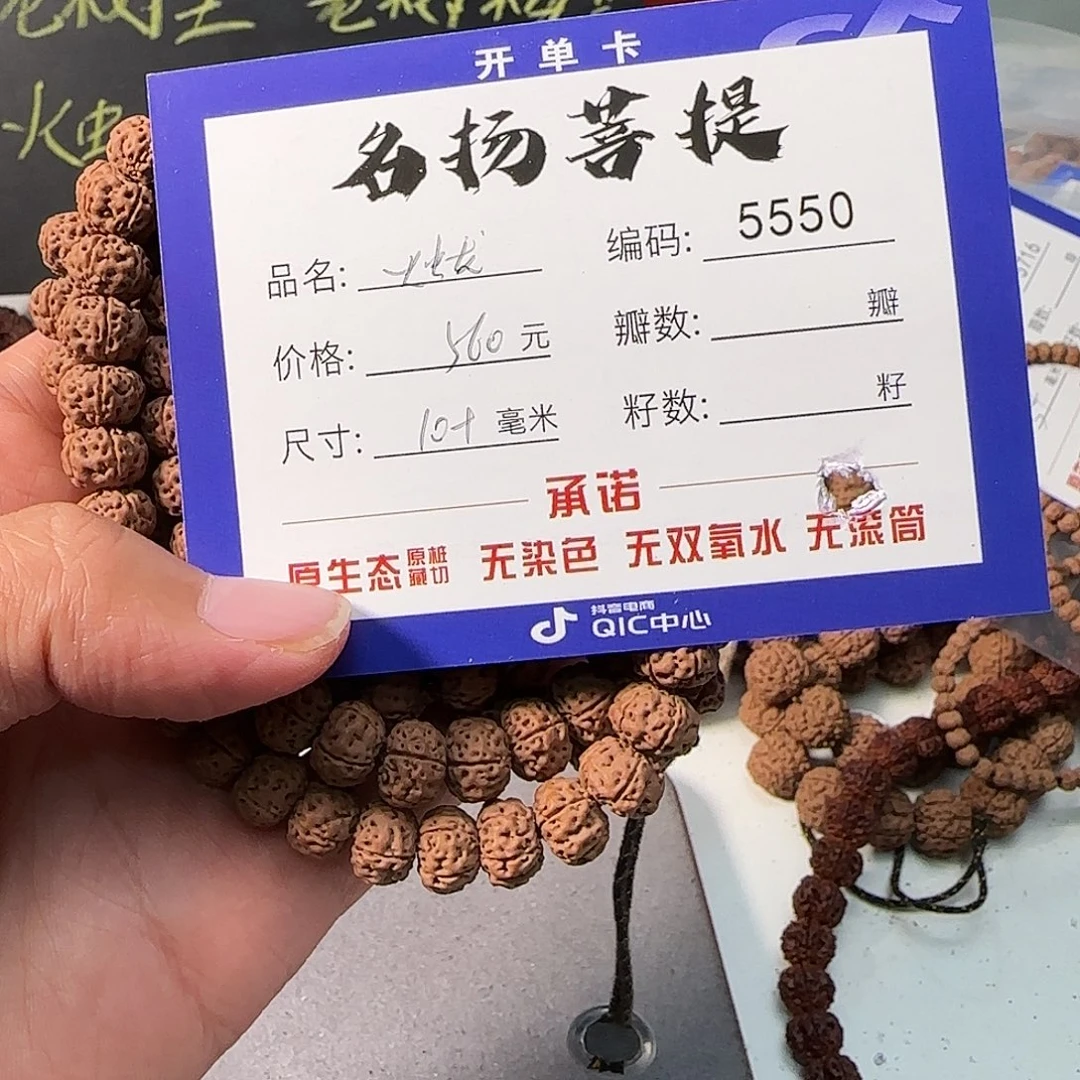 开单卡
名扬菩提
品名:
编码: 5550
价格: 560 元
瓣数: 瓣
尺寸: 10+ 毫米
籽数: 籽
承诺
原生态 原桩藏切 无染色 无双氧水 无滚筒
抖音电商
QIC中心